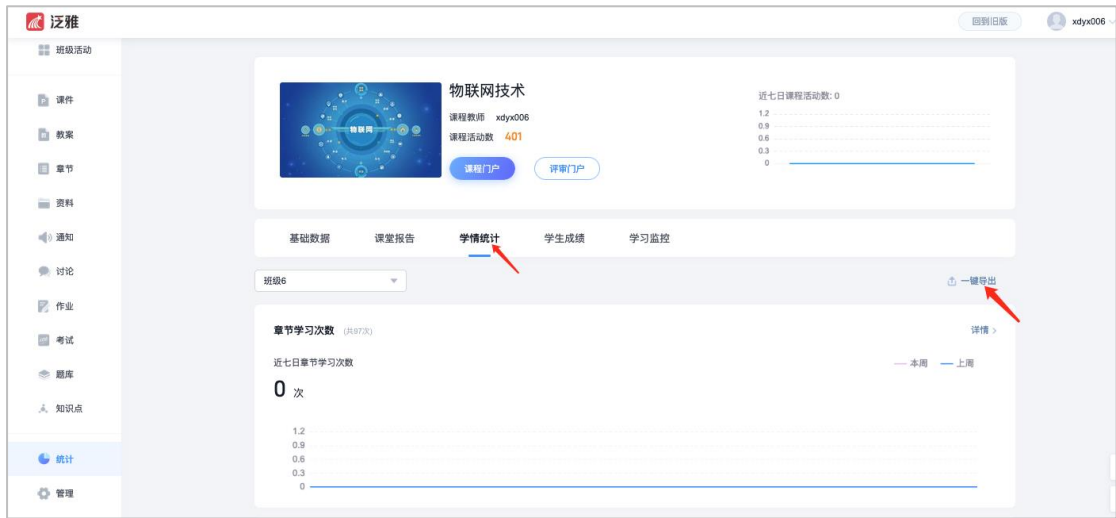 泛雅
回到旧版
xdyx006
班级活动
课件
教案
章节
资料
通知
讨论
作业
考试
题库
知识点
统计
管理
物联网
物联网技术
课程教师 xdyx006
课程活动数 401
课程门户
评审门户
近七日课程活动数: 0
1.2
0.9
0.6
0.3
0
基础数据 课堂报告 学情统计 学生成绩 学习监控
班级6
一键导出
章节学习次数 (共97次)
详情 >
近七日章节学习次数
本周 上周
0 次
1.2
0.9
0.6
0.3
0